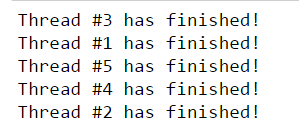 Thread #3 has finished!
Thread #1 has finished!
Thread #5 has finished!
Thread #4 has finished!
Thread #2 has finished!